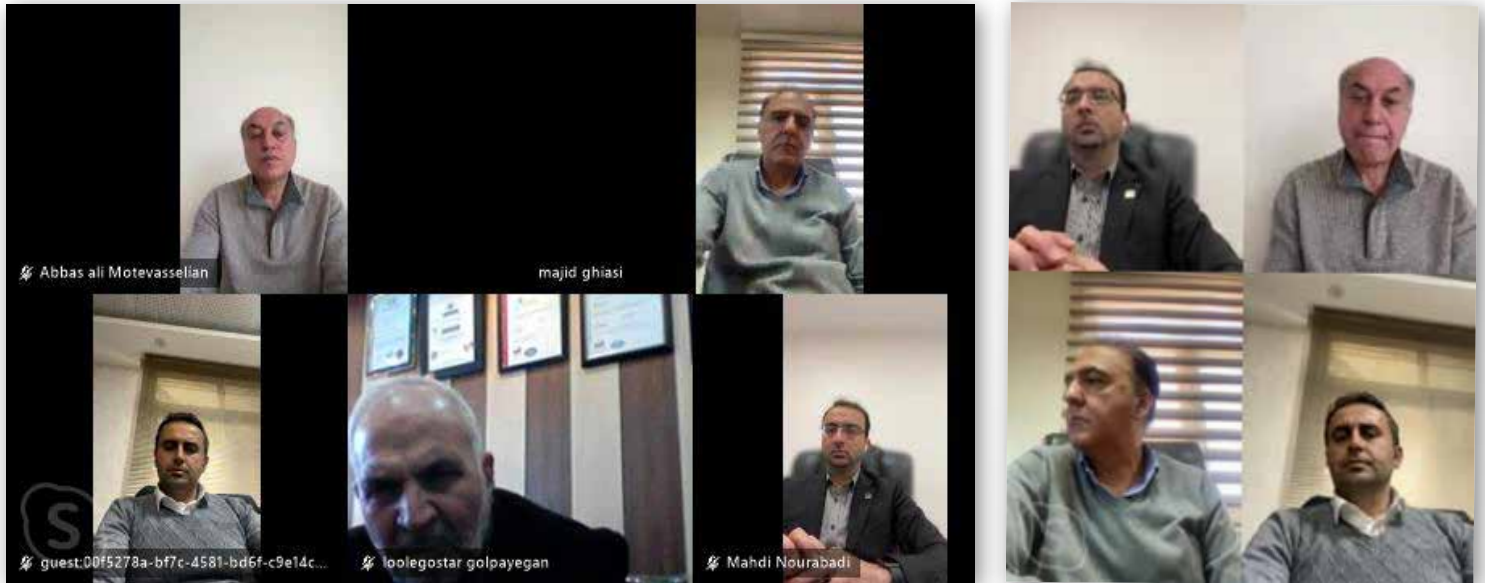 Abbas ali Motevasselian
majid ghiasi
S
guest:00f5278a-bf7c-4581-bd6f-c9e14c...
loolegostar golpayegan
Mahdi Nourabadi